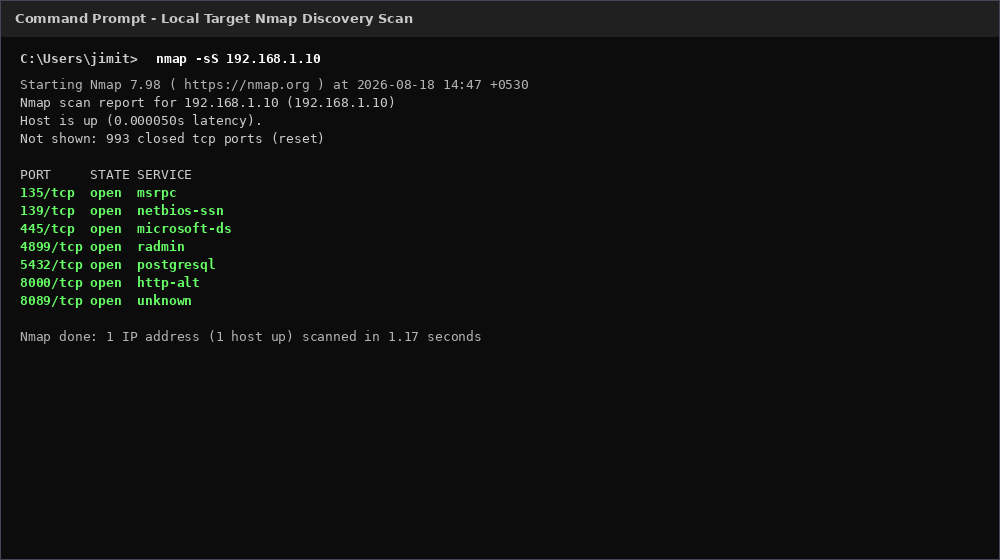 Command Prompt - Local Target Nmap Discovery Scan
C:\Users\jimit> nmap -sS 192.168.1.10
Starting Nmap 7.98 ( https://nmap.org ) at 2026-08-18 14:47 +0530
Nmap scan report for 192.168.1.10 (192.168.1.10)
Host is up (0.000050s latency).
Not shown: 993 closed tcp ports (reset)
PORT     STATE SERVICE
135/tcp  open  msrpc
139/tcp  open  netbios-ssn
445/tcp  open  microsoft-ds
4899/tcp open  radmin
5432/tcp open  postgresql
8000/tcp open  http-alt
8089/tcp open  unknown
Nmap done: 1 IP address (1 host up) scanned in 1.17 seconds